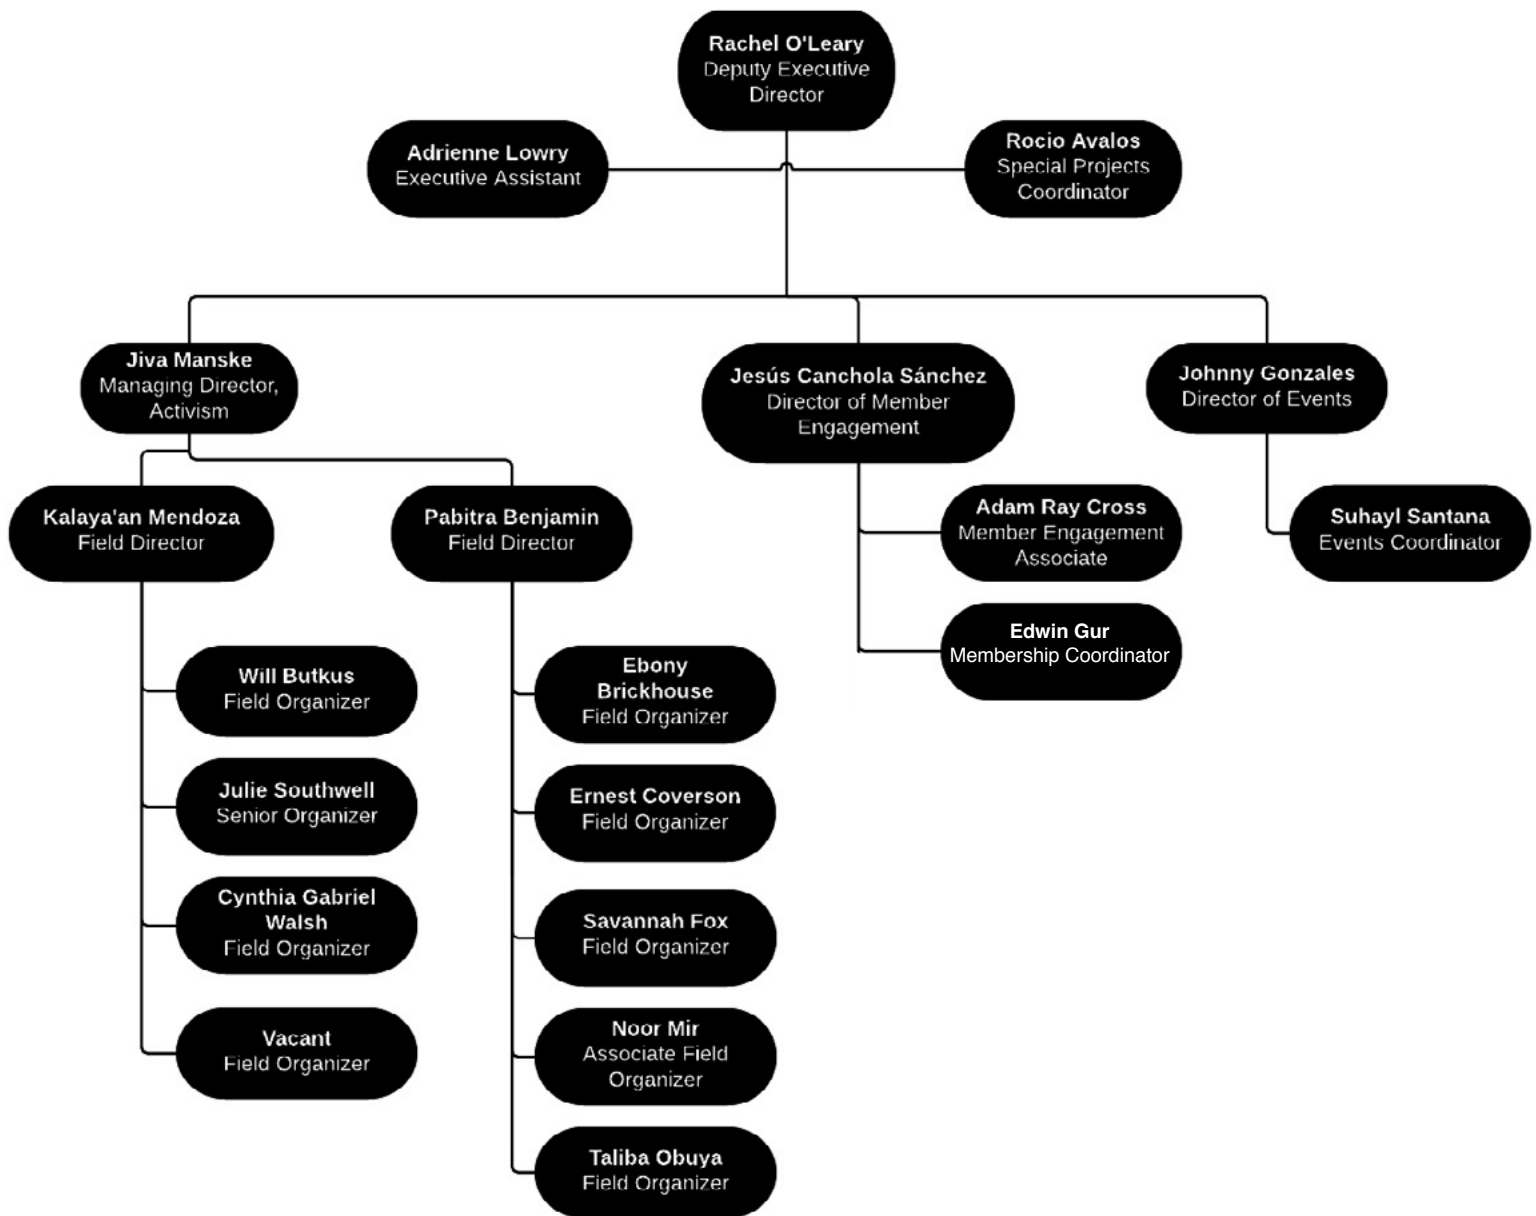 Rachel O'Leary
Deputy Executive
Director
Adrienne Lowry
Executive Assistant
Rocio Avalos
Special Projects
Coordinator
Jiva Manske
Managing Director,
Activism
Jesús Canchola Sánchez
Director of Member
Engagement
Johnny Gonzales
Director of Events
Kalaya'an Mendoza
Field Director
Pabitra Benjamin
Field Director
Adam Ray Cross
Member Engagement
Associate
Suhayl Santana
Events Coordinator
Edwin Gur
Membership Coordinator
Will Butkus
Field Organizer
Julie Southwell
Senior Organizer
Cynthia Gabriel
Walsh
Field Organizer
Vacant
Field Organizer
Ebony
Brickhouse
Field Organizer
Ernest Coverson
Field Organizer
Savannah Fox
Field Organizer
Noor Mir
Associate Field
Organizer
Taliba Obuya
Field Organizer